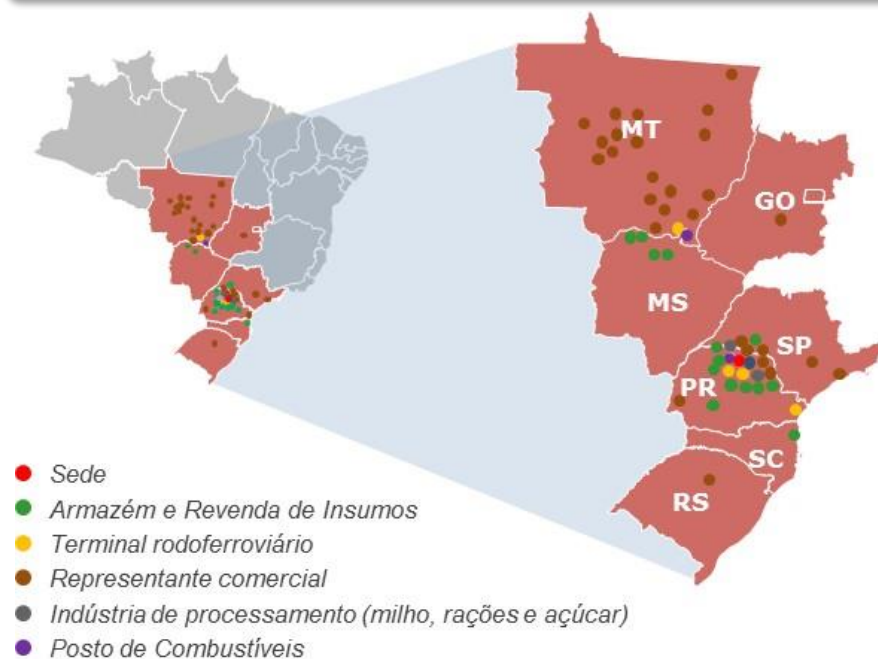 MT
GO
MS
SP
PR
SC
RS
Sede
Armazém e Revenda de Insumos
Terminal rodoferroviário
Representante comercial
Indústria de processamento (milho, rações e açúcar)
Posto de Combustíveis